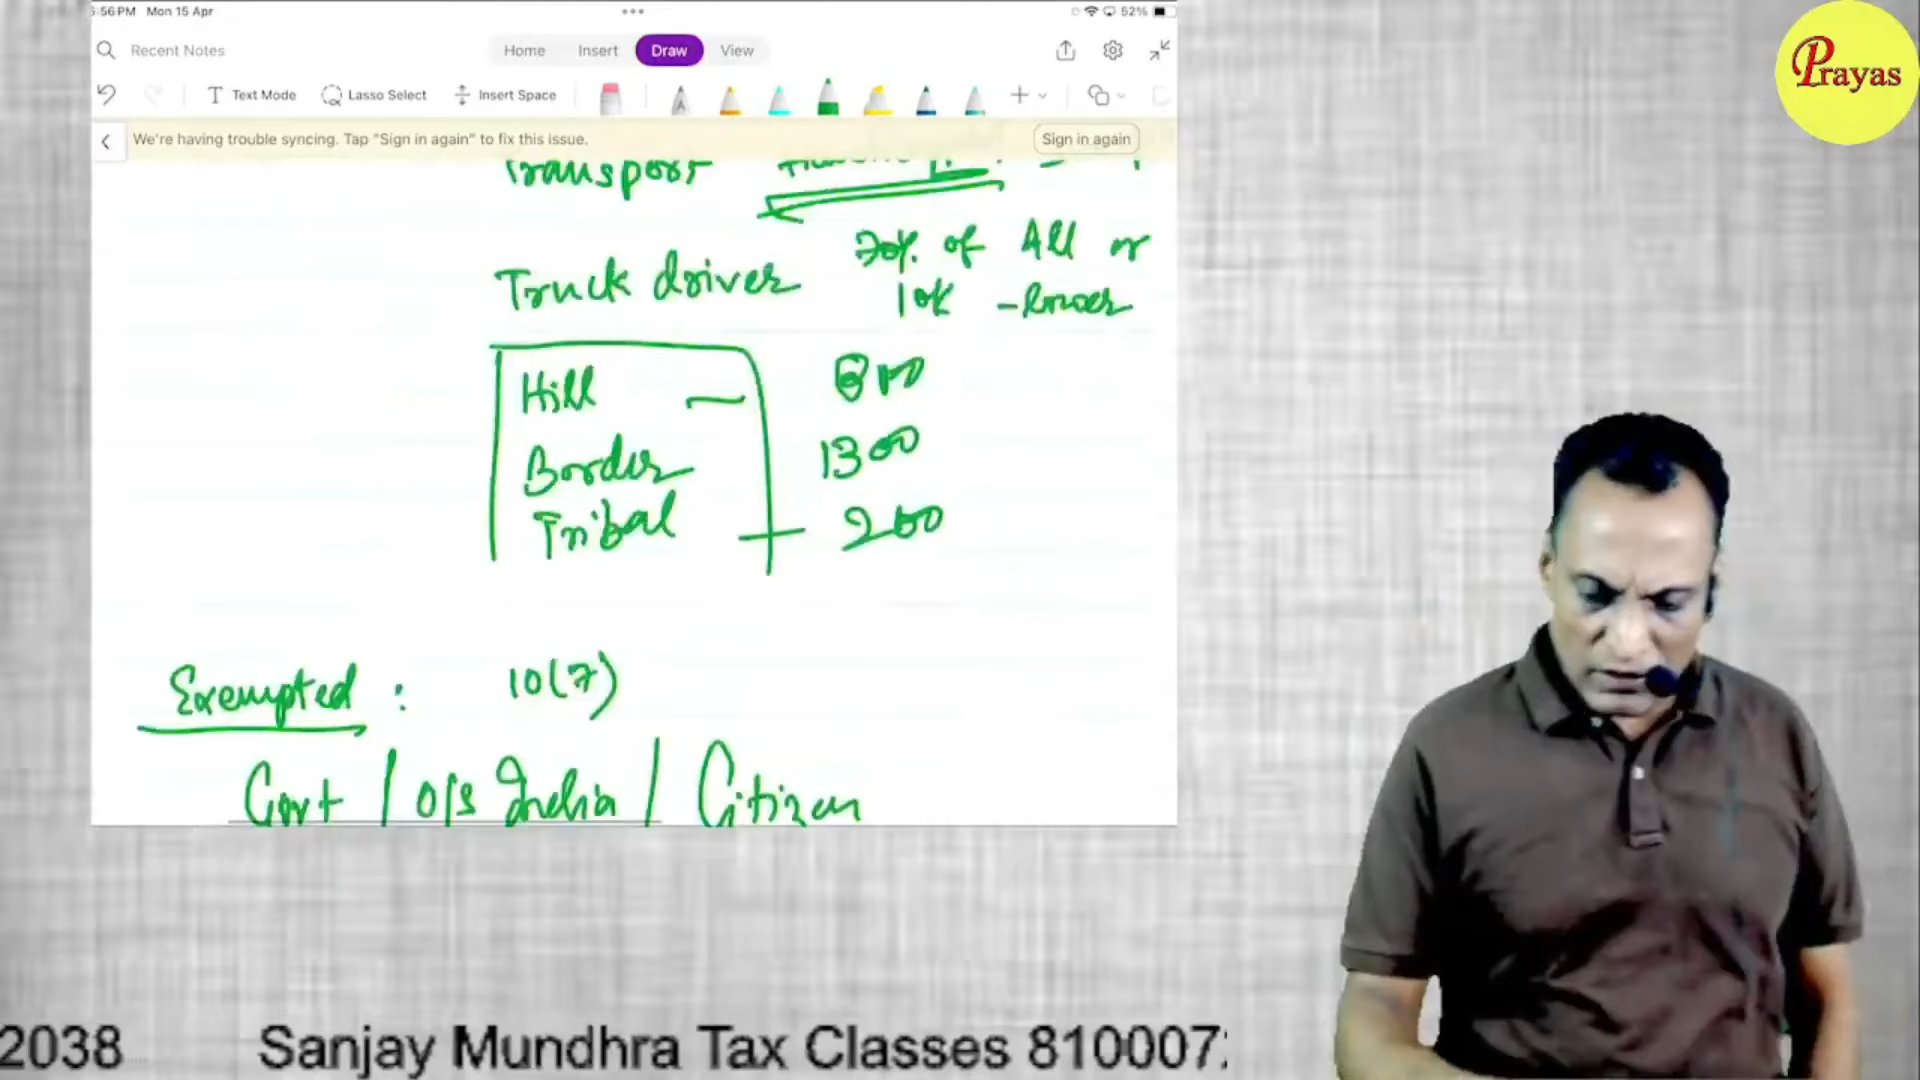 :56 PM Mon 15 Apr
52%
Recent Notes
Home Insert Draw View
Text Mode Lasso Select Insert Space
We're having trouble syncing. Tap "Sign in again" to fix this issue.
Sign in again
Prayas
Transport
Truck driver 70% of All or
10K - lower
Hill — 800
Border 1300
Tribal 200
Exempted : 10(7)
Govt / o/s India / Citizen
2038 Sanjay Mundhra Tax Classes 810007